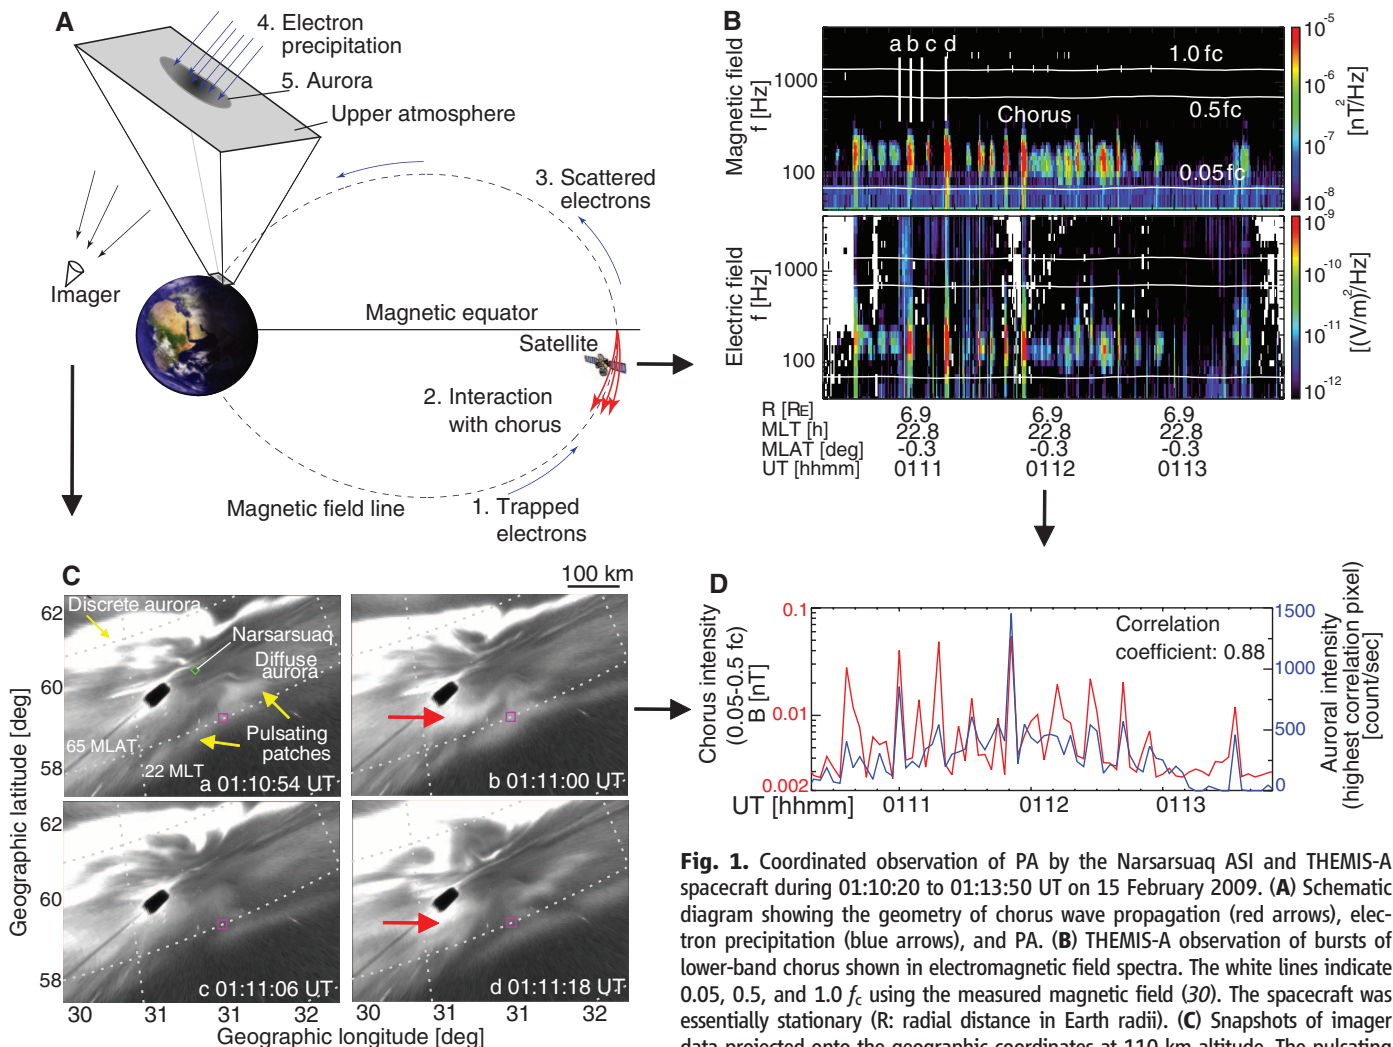 A
4. Electron
precipitation
5. Aurora
Upper atmosphere
3. Scattered
electrons
Imager
Magnetic equator
Satellite
2. Interaction
with chorus
Magnetic field line
1. Trapped
electrons
B
Magnetic field
f [Hz]
1000
100
a b c d
1.0 fc
0.5 fc
Chorus
0.05 fc
10-5
10-6
10-7
10-8
[nT2/Hz]
Electric field
f [Hz]
1000
100
10-9
10-10
10-11
10-12
[(V/m)2/Hz]
R [RE] 6.9 6.9 6.9
MLT [h] 22.8 22.8 22.8
MLAT [deg] -0.3 -0.3 -0.3
UT [hhmm] 0111 0112 0113
C
100 km
Geographic latitude [deg]
62
60
58
Discrete aurora
Narsarsuaq
Diffuse
aurora
Pulsating
patches
65 MLAT
22 MLT
a 01:10:54 UT
b 01:11:00 UT
62
60
58
c 01:11:06 UT
d 01:11:18 UT
30 31 32 30 31 32
Geographic longitude [deg]
D
Chorus intensity
(0.05-0.5 fc)
B [nT]
0.1
0.01
0.002
Correlation
coefficient: 0.88
1500
1000
500
0
Auroral intensity
(highest correlation pixel)
[count/sec]
UT [hhmm] 0111 0112 0113
Fig. 1. Coordinated observation of PA by the Narsarsuaq ASI and THEMIS-A
spacecraft during 01:10:20 to 01:13:50 UT on 15 February 2009. (A) Schematic
diagram showing the geometry of chorus wave propagation (red arrows), elec-
tron precipitation (blue arrows), and PA. (B) THEMIS-A observation of bursts of
lower-band chorus shown in electromagnetic field spectra. The white lines indicate
0.05, 0.5, and 1.0 fc using the measured magnetic field (30). The spacecraft was
essentially stationary (R: radial distance in Earth radii). (C) Snapshots of imager
data projected onto the geographic coordinates at 110 km altitude. The pulsating